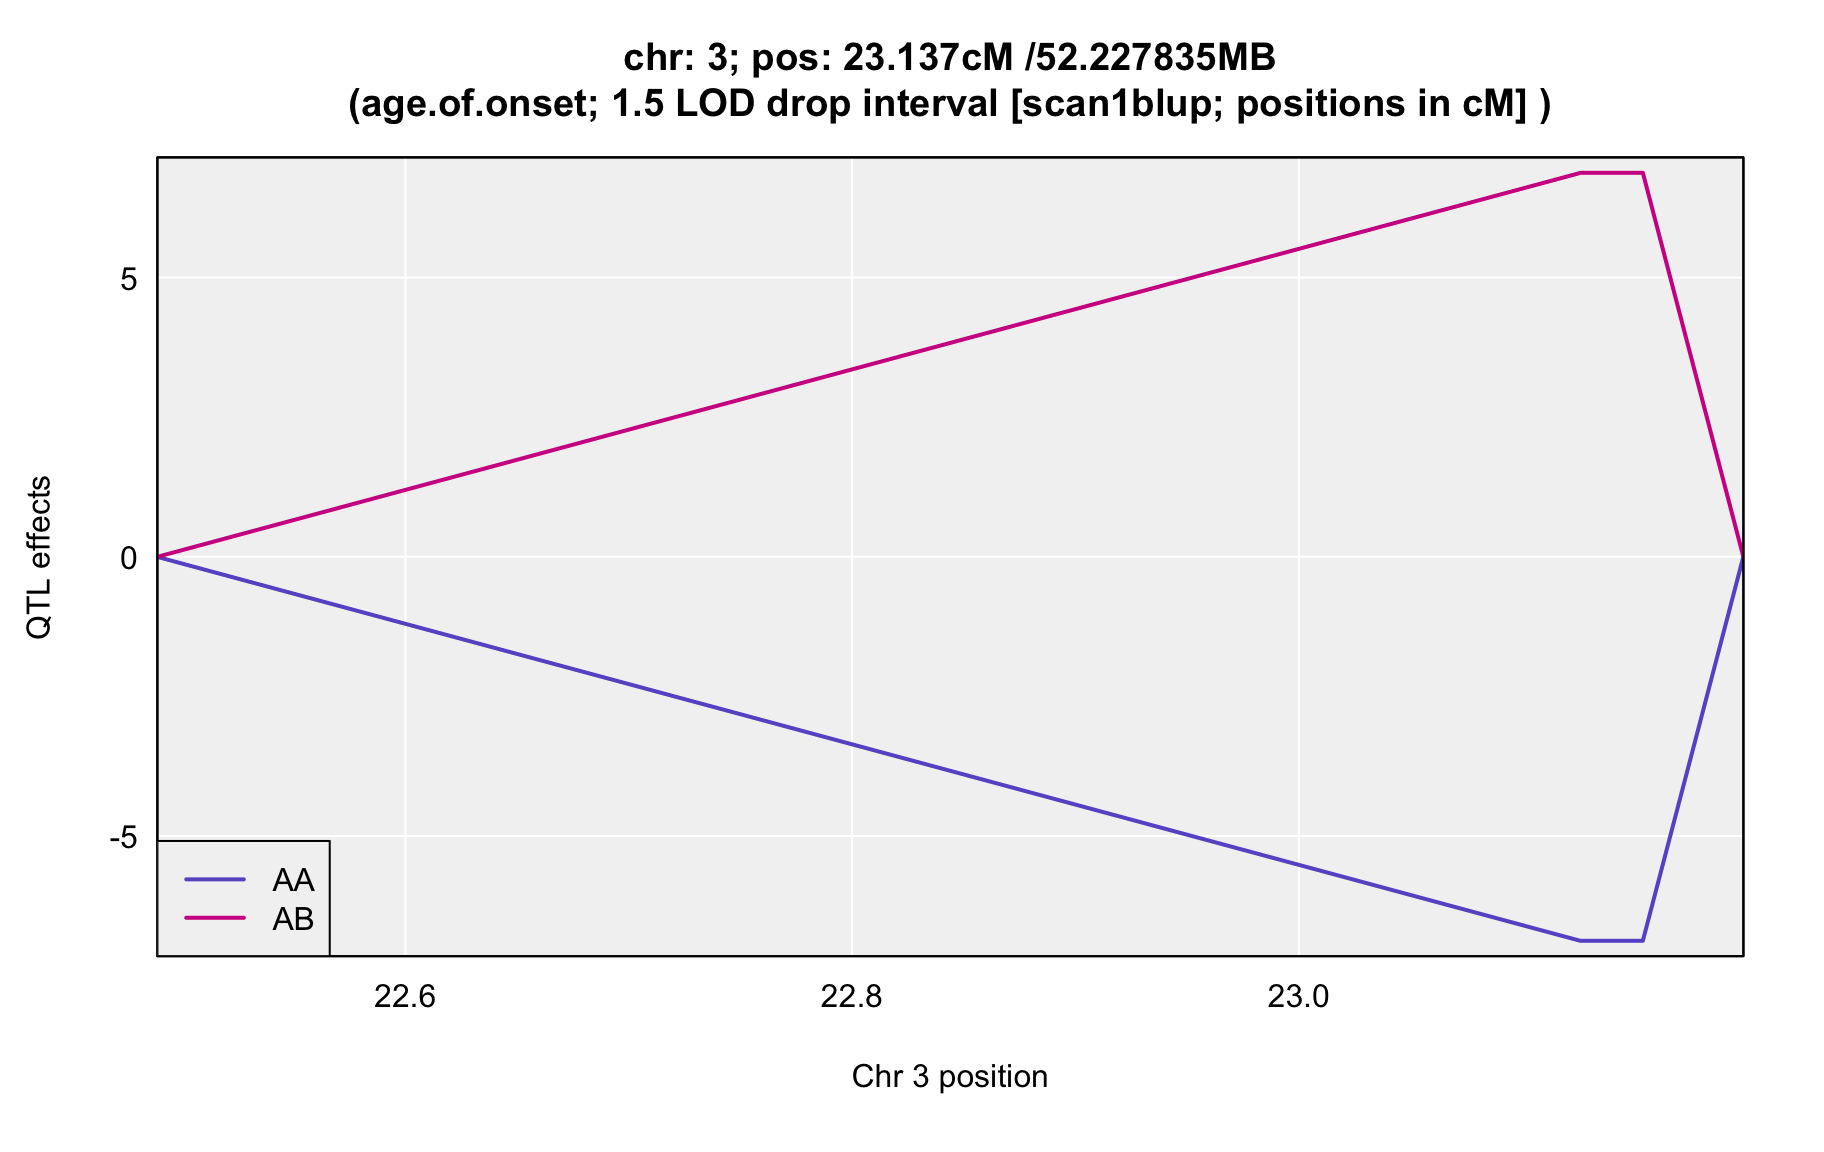 chr: 3; pos: 23.137cM /52.227835MB
(age.of.onset; 1.5 LOD drop interval [scan1blup; positions in cM] )
QTL effects
5
0
-5
AA
AB
22.6
22.8
23.0
Chr 3 position